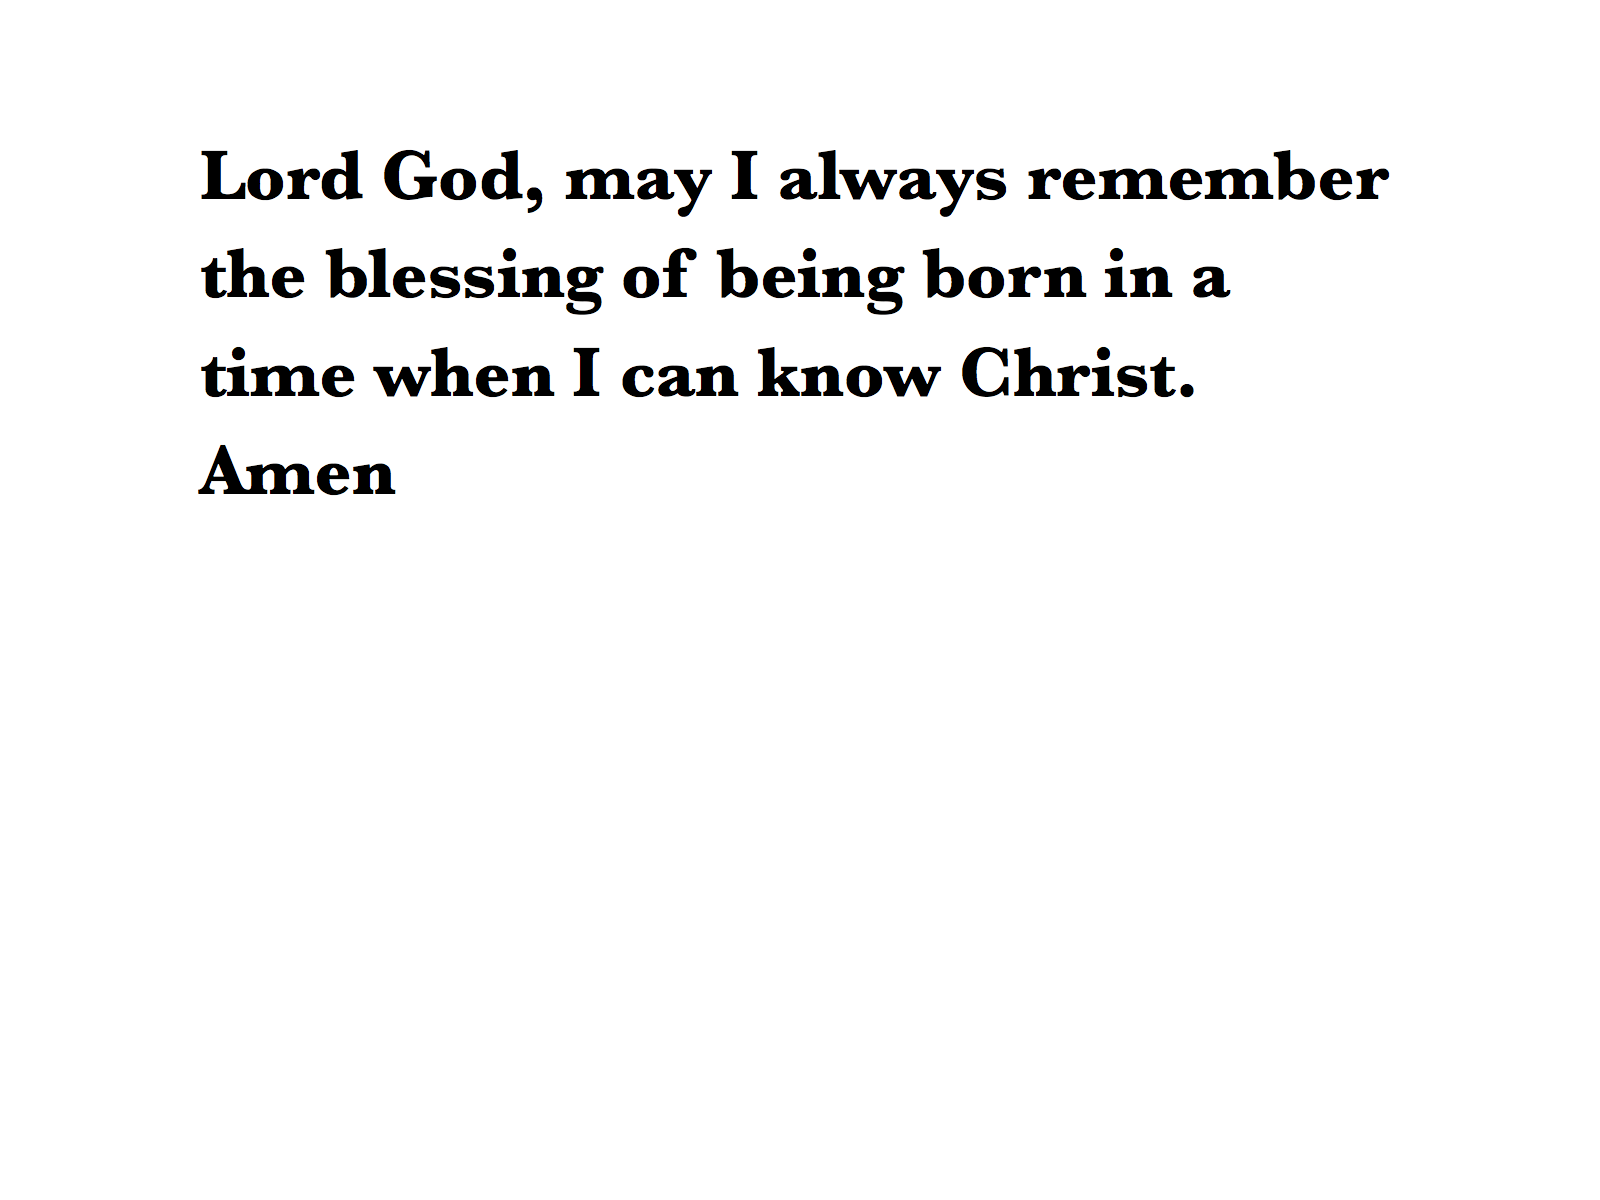 Lord God, may I always remember
the blessing of being born in a
time when I can know Christ.
Amen